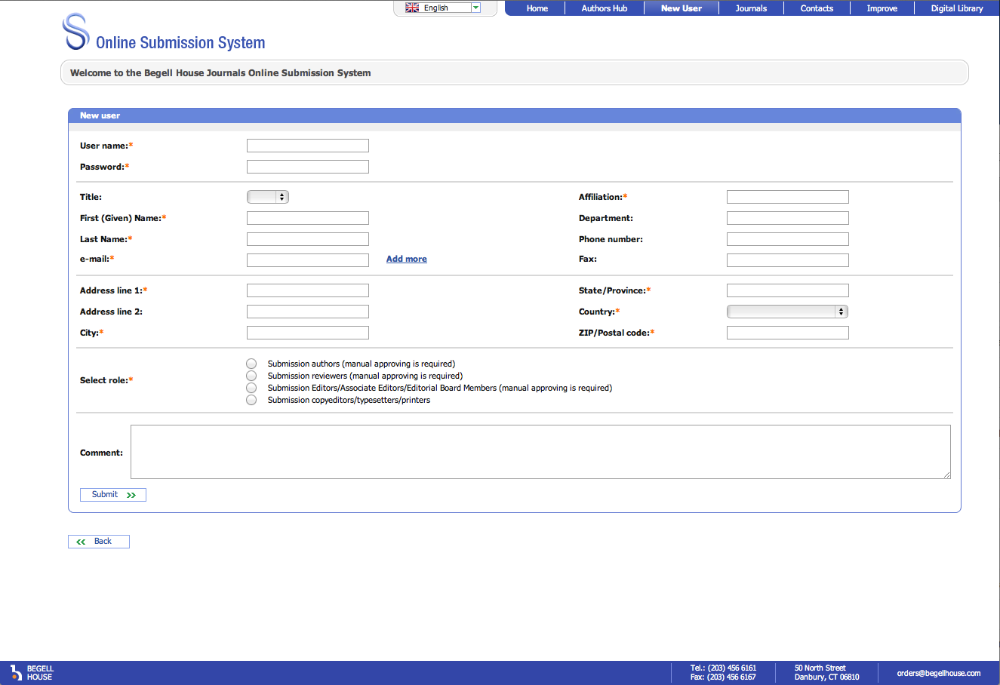 English
Home Authors Hub New User Journals Contacts Improve Digital Library
Online Submission System
Welcome to the Begell House Journals Online Submission System
New user
User name:*
Password:*
Title:
Affiliation:*
First (Given) Name:*
Department:
Last Name:*
Phone number:
e-mail:*
Add more
Fax:
Address line 1:*
State/Province:*
Address line 2:
Country:*
City:*
ZIP/Postal code:*
Select role:*
Submission authors (manual approving is required)
Submission reviewers (manual approving is required)
Submission Editors/Associate Editors/Editorial Board Members (manual approving is required)
Submission copyeditors/typesetters/printers
Comment:
Submit >>
<< Back
BEGELL
HOUSE
Tel.: (203) 456 6161
Fax: (203) 456 6167
50 North Street
Danbury, CT 06810
orders@begellhouse.com